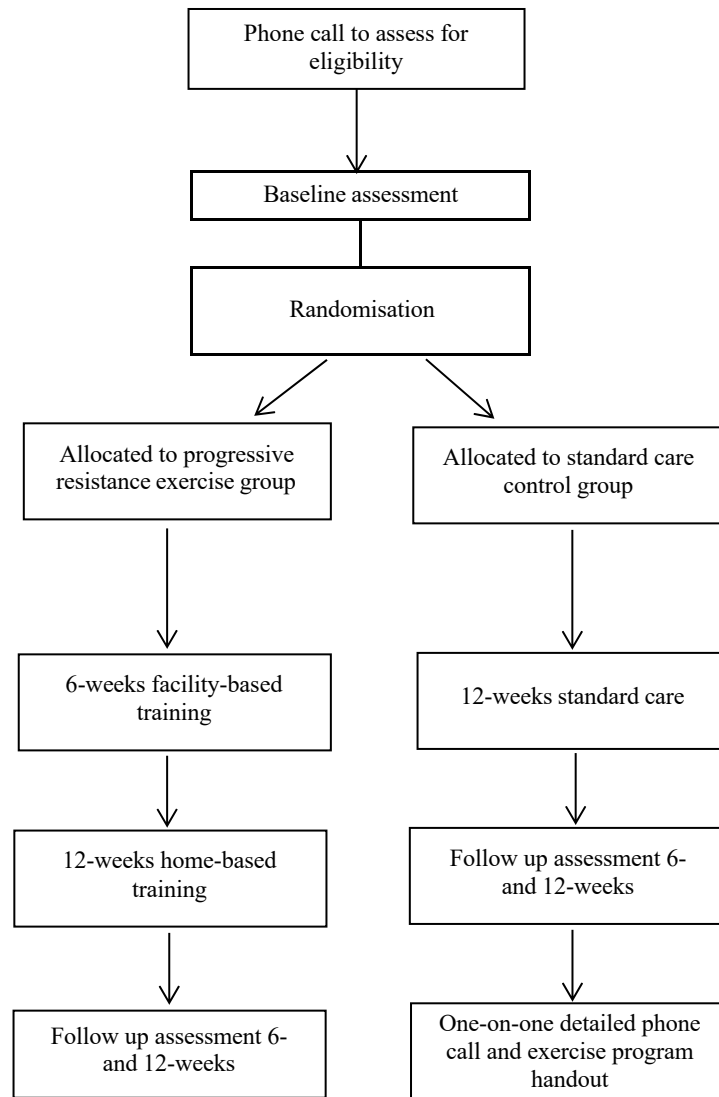 Phone call to assess for
eligibility
Baseline assessment
Randomisation
Allocated to progressive
resistance exercise group
Allocated to standard care
control group
6-weeks facility-based
training
12-weeks standard care
12-weeks home-based
training
Follow up assessment 6-
and 12-weeks
Follow up assessment 6-
and 12-weeks
One-on-one detailed phone
call and exercise program
handout